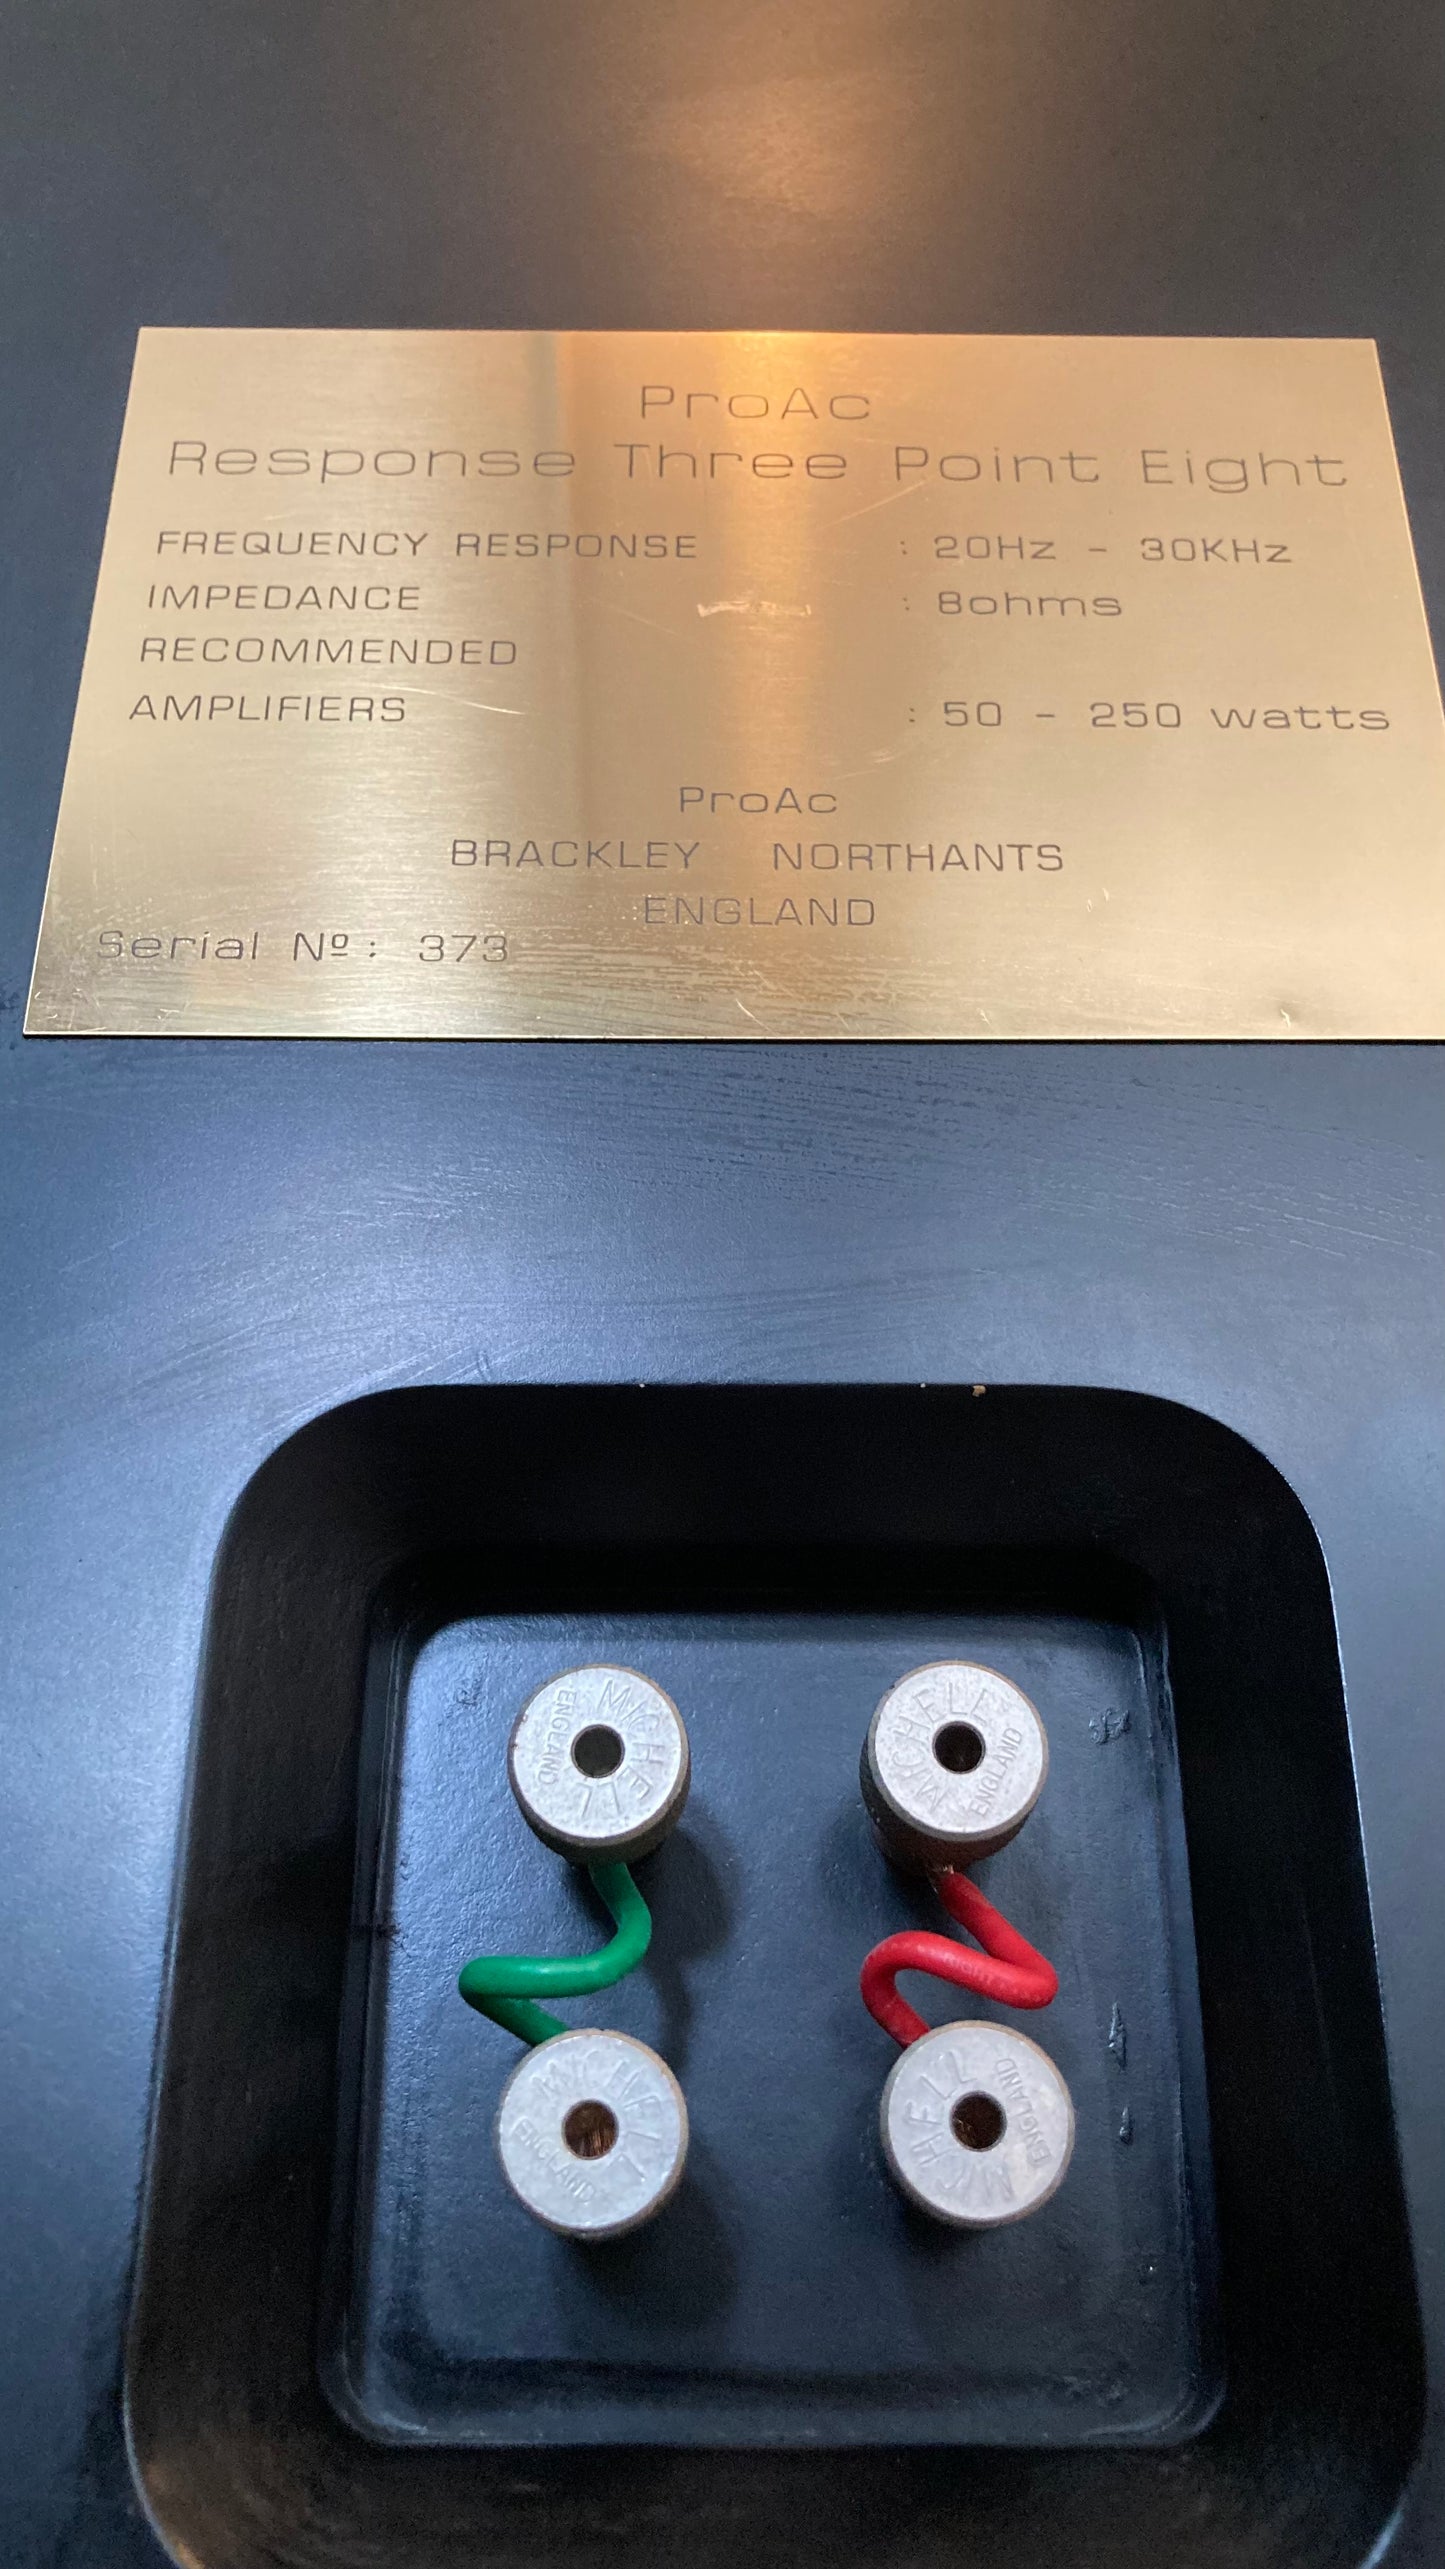 ProAc
Response Three Point Eight
FREQUENCY RESPONSE : 20Hz - 30KHz
IMPEDANCE : 8ohms
RECOMMENDED
AMPLIFIERS : 50 - 250 watts
ProAc
BRACKLEY NORTHANTS
ENGLAND
Serial Nº: 373
MICHELL ENGLAND
MICHELL ENGLAND
MICHELL ENGLAND
MICHELL ENGLAND